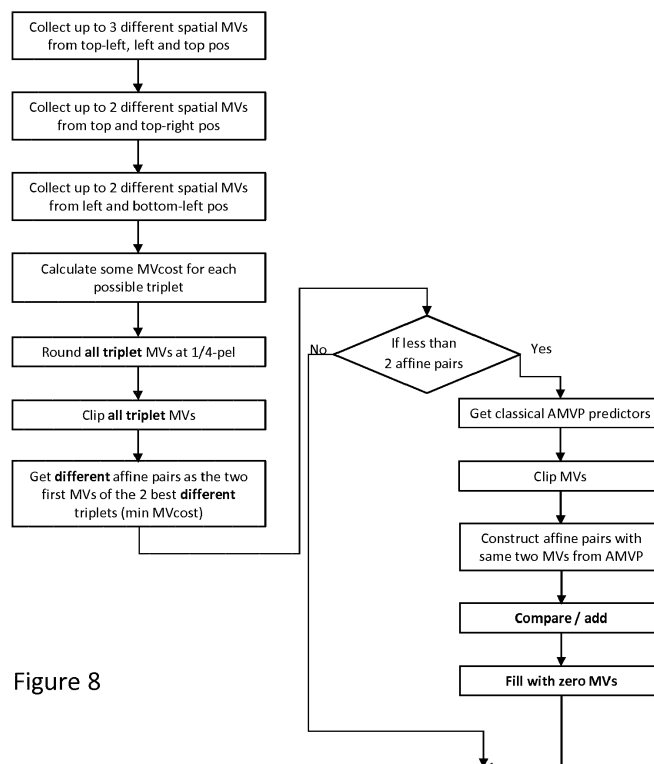 Collect up to 3 different spatial MVs
from top-left, left and top pos
Collect up to 2 different spatial MVs
from top and top-right pos
Collect up to 2 different spatial MVs
from left and bottom-left pos
Calculate some MVcost for each
possible triplet
Round all triplet MVs at 1/4-pel
Clip all triplet MVs
Get different affine pairs as the two
first MVs of the 2 best different
triplets (min MVcost)
If less than
2 affine pairs
No
Yes
Get classical AMVP predictors
Clip MVs
Construct affine pairs with
same two MVs from AMVP
Compare / add
Fill with zero MVs
Figure 8